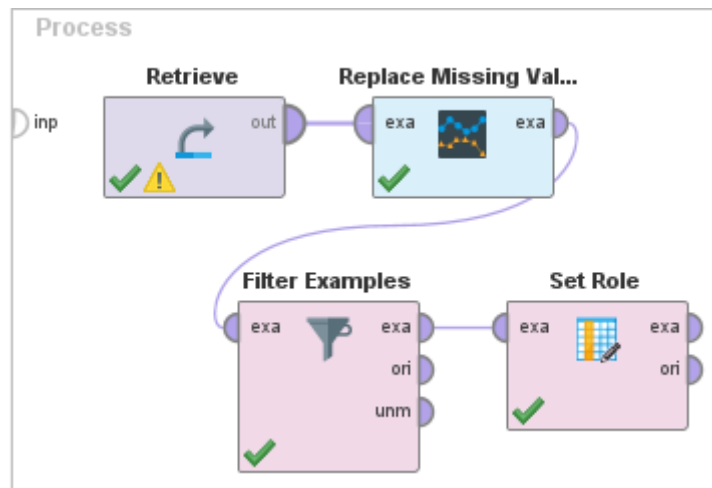 Process
Retrieve
Replace Missing Val...
inp
out
exa
exa
Filter Examples
Set Role
exa
exa
exa
exa
ori
ori
unm